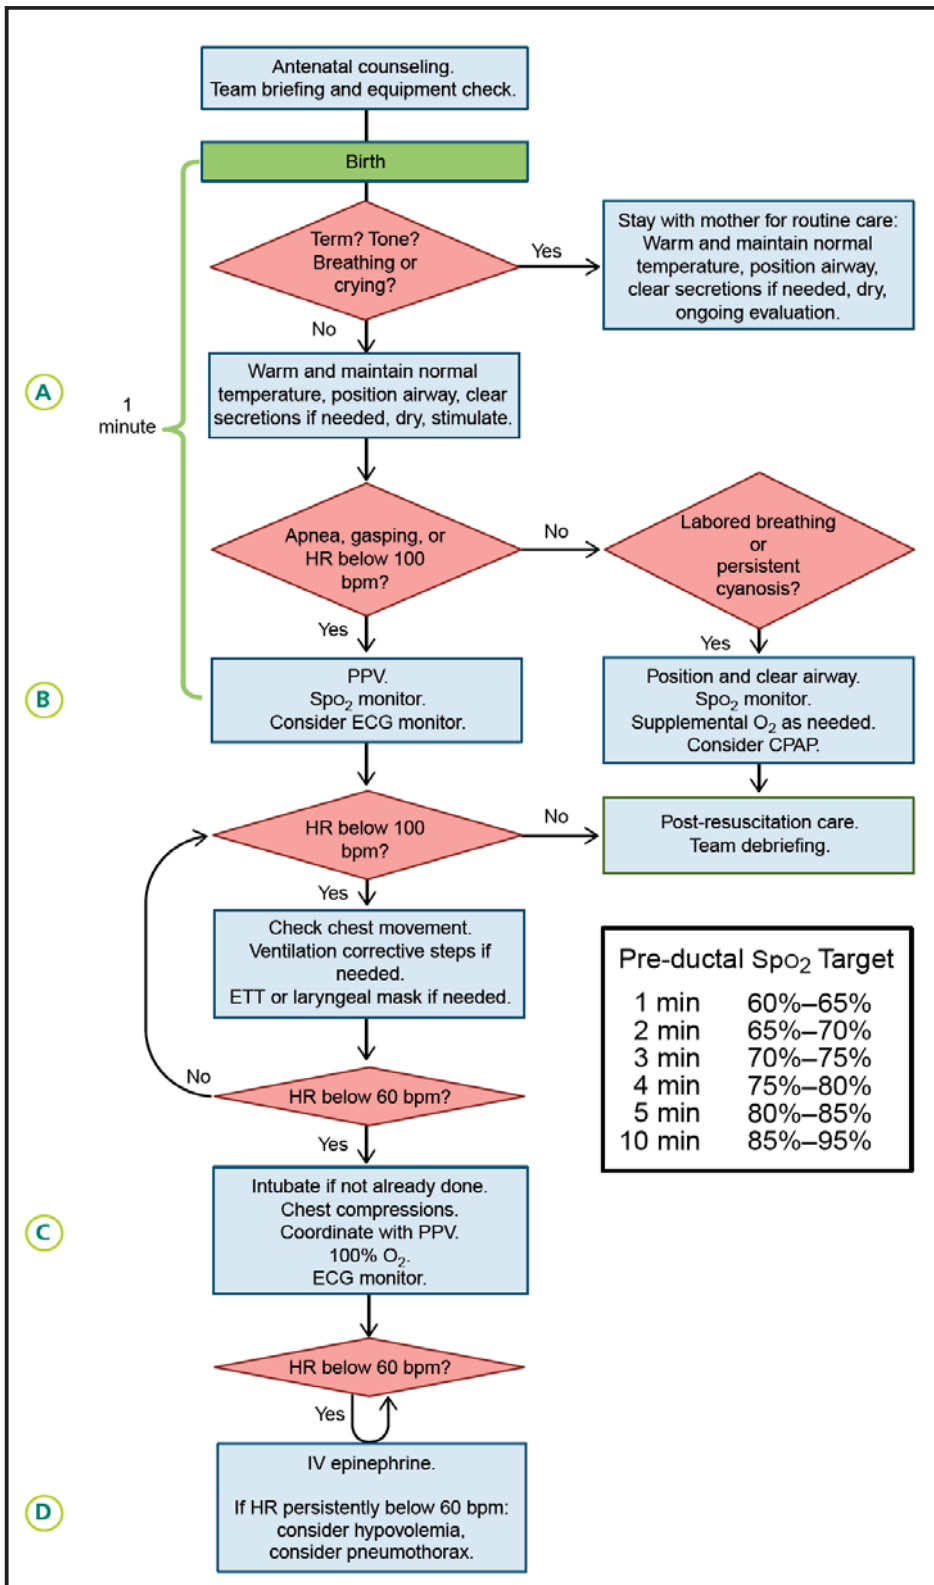 Antenatal counseling.
Team briefing and equipment check.
Birth
Term? Tone?
Breathing or
crying?
Yes
Stay with mother for routine care:
Warm and maintain normal
temperature, position airway,
clear secretions if needed, dry,
ongoing evaluation.
No
A
1
minute
Warm and maintain normal
temperature, position airway, clear
secretions if needed, dry, stimulate.
Apnea, gasping, or
HR below 100
bpm?
No
Labored breathing
or
persistent
cyanosis?
Yes
Yes
B
PPV.
SpO₂ monitor.
Consider ECG monitor.
Position and clear airway.
SpO₂ monitor.
Supplemental O₂ as needed.
Consider CPAP.
HR below 100
bpm?
No
Post-resuscitation care.
Team debriefing.
Yes
Check chest movement.
Ventilation corrective steps if
needed.
ETT or laryngeal mask if needed.
Pre-ductal SpO₂ Target
1 min 60%–65%
2 min 65%–70%
3 min 70%–75%
4 min 75%–80%
5 min 80%–85%
10 min 85%–95%
No
HR below 60 bpm?
Yes
C
Intubate if not already done.
Chest compressions.
Coordinate with PPV.
100% O₂.
ECG monitor.
HR below 60 bpm?
Yes
D
IV epinephrine.
If HR persistently below 60 bpm:
consider hypovolemia,
consider pneumothorax.